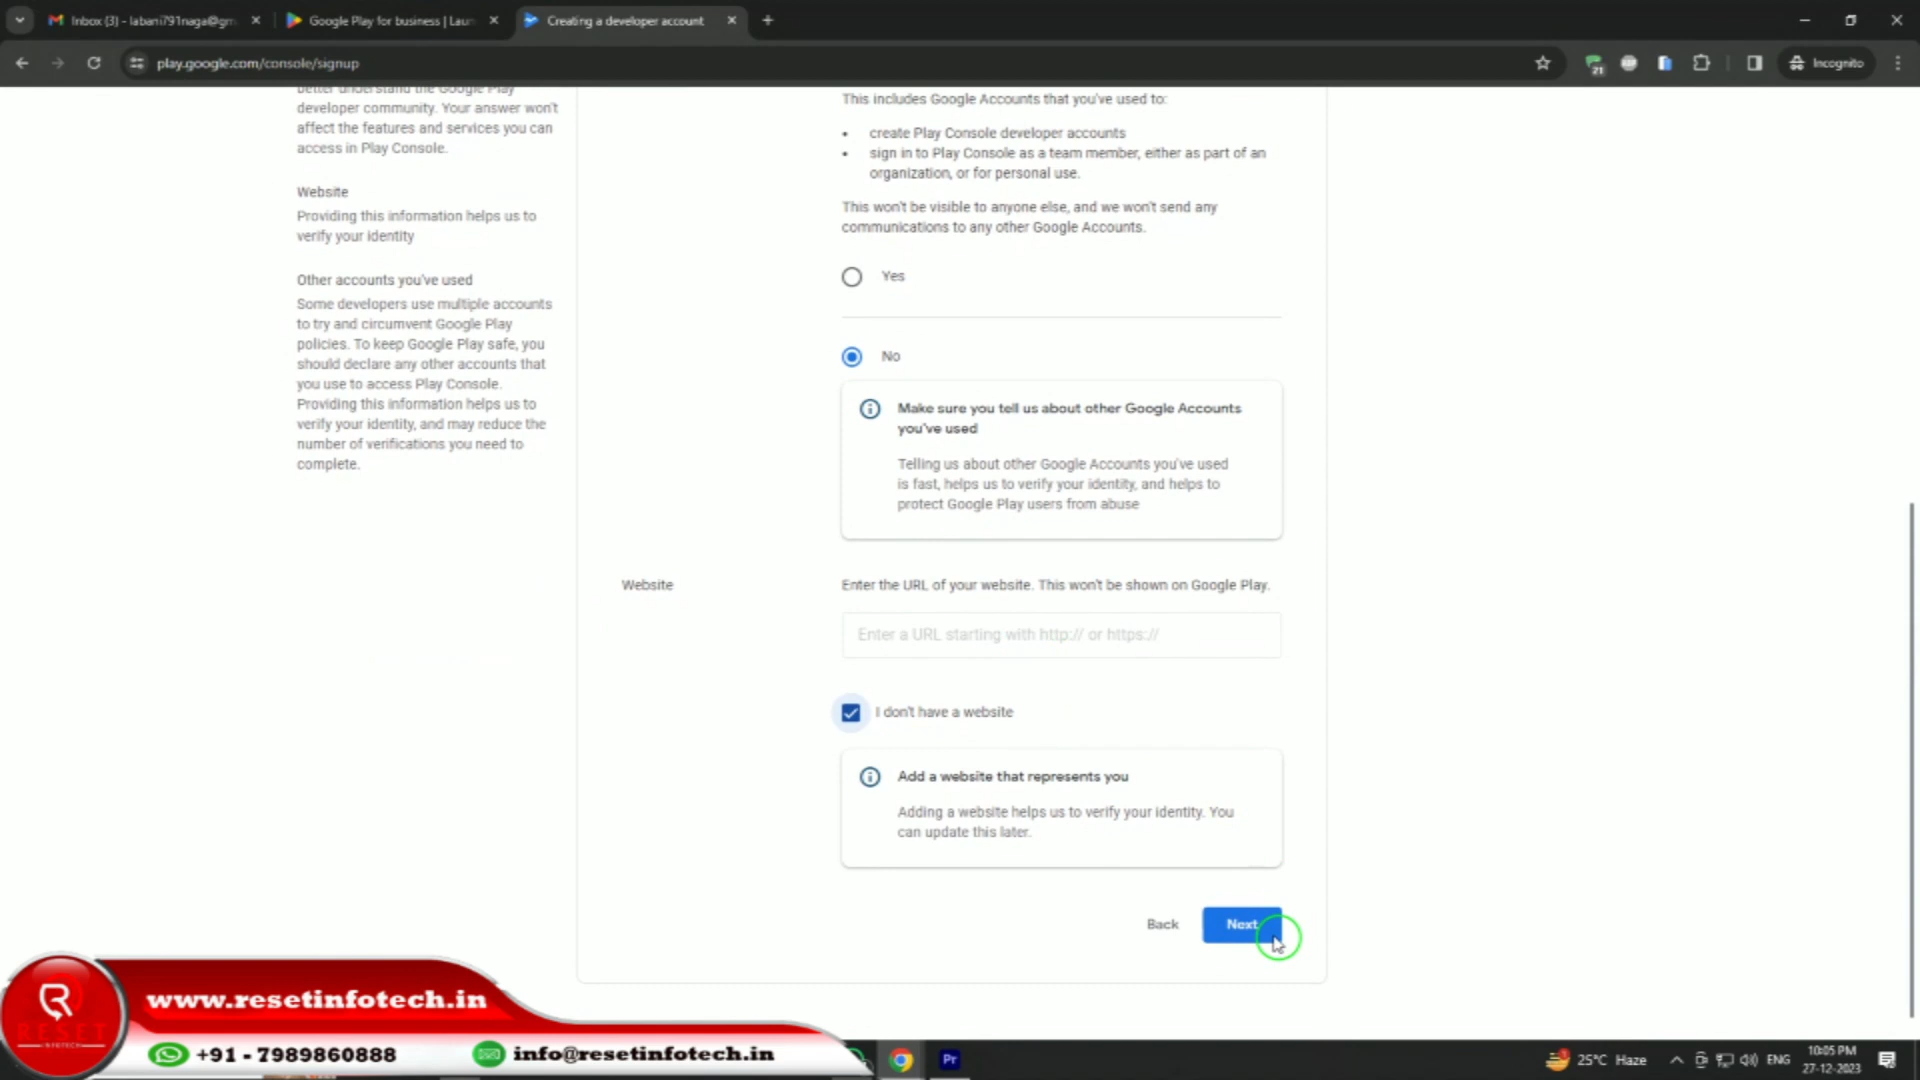 Inbox (3) - labani791naga@gm
Google Play for business | Laun
Creating a developer account
play.google.com/console/signup
21
Incognito
better understand the Google Play
developer community. Your answer won't
affect the features and services you can
access in Play Console.
Website
Providing this information helps us to
verify your identity
Other accounts you've used
Some developers use multiple accounts
to try and circumvent Google Play
policies. To keep Google Play safe, you
should declare any other accounts that
you use to access Play Console.
Providing this information helps us to
verify your identity, and may reduce the
number of verifications you need to
complete.
This includes Google Accounts that you've used to:
• create Play Console developer accounts
• sign in to Play Console as a team member, either as part of an
organization, or for personal use.
This won't be visible to anyone else, and we won't send any
communications to any other Google Accounts.
Yes
No
Make sure you tell us about other Google Accounts
you've used
Telling us about other Google Accounts you've used
is fast, helps us to verify your identity, and helps to
protect Google Play users from abuse
Website
Enter the URL of your website. This won't be shown on Google Play.
Enter a URL starting with http:// or https://
I don't have a website
Add a website that represents you
Adding a website helps us to verify your identity. You
can update this later.
Back
Next
R
RESET
INFOTECH
www.resetinfotech.in
+91 - 7989860888
info@resetinfotech.in
Pr
25°C Haze
ENG
10:05 PM
27-12-2023